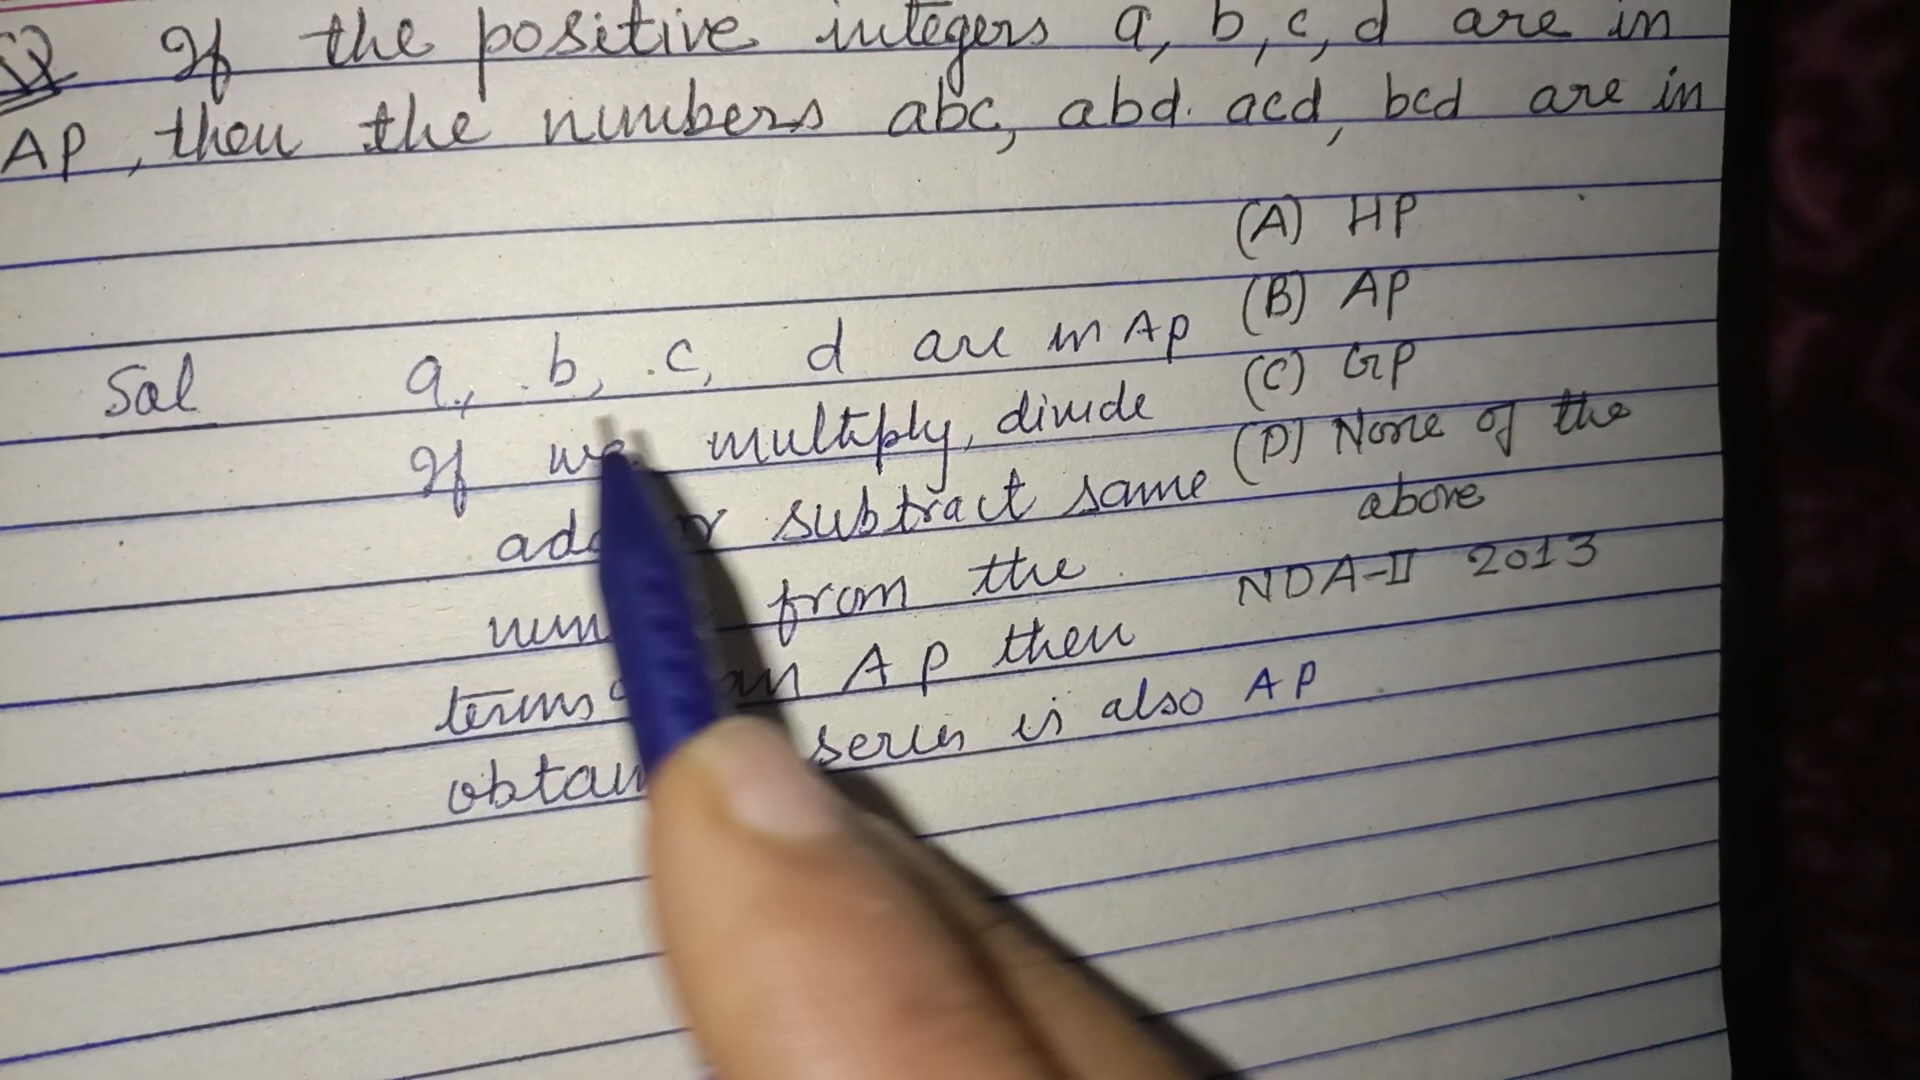 Q If the positive integers a, b, c, d are in
AP, then the numbers abc, abd. acd, bcd are in
(A) HP
(B) AP
(C) GP
(D) None of the
above
NDA-II 2013
Sol a, b, c, d are in AP
If we multiply, divide
subtract same
from the
terms AP then
series is also AP